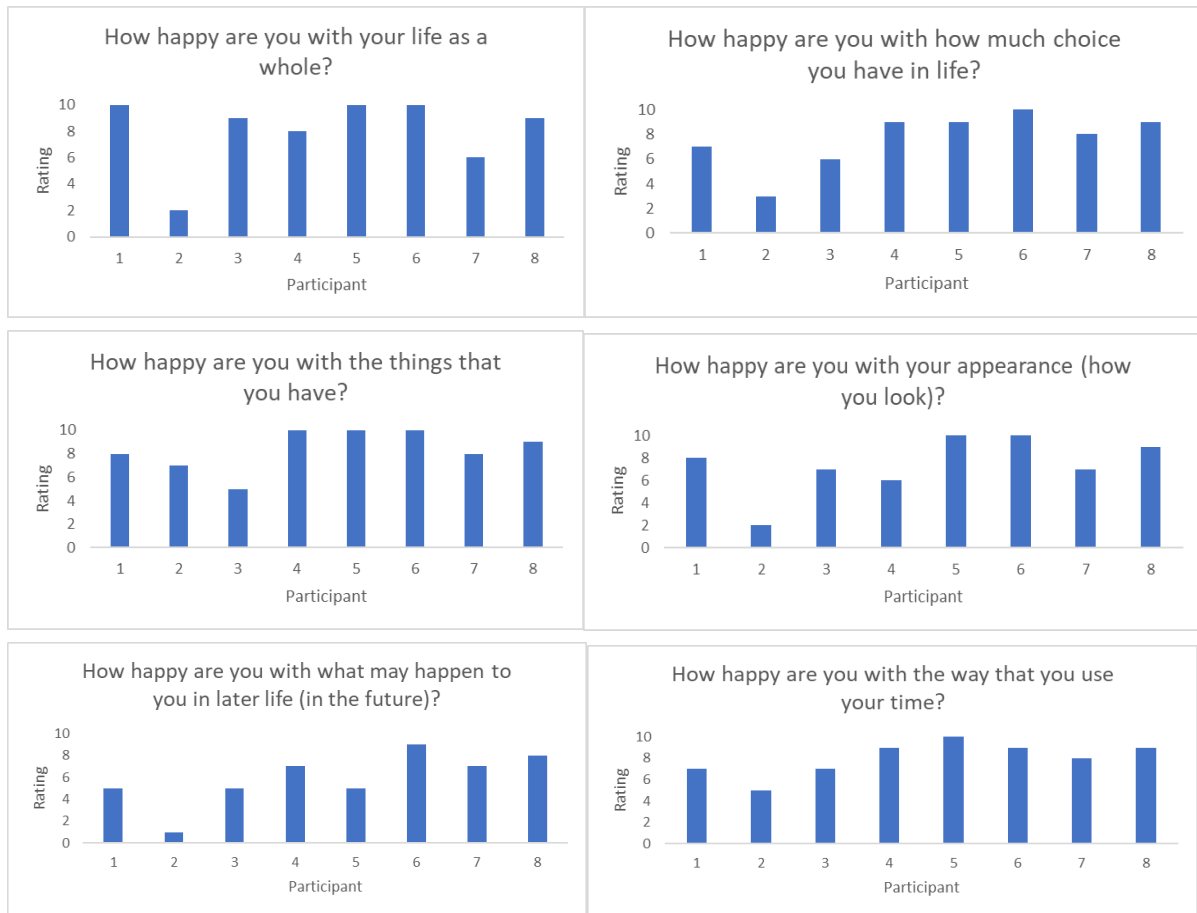 How happy are you with your life as a
whole?
10
8
6
4
2
0
Rating
1 2 3 4 5 6 7 8
Participant
How happy are you with how much choice
you have in life?
10
8
6
4
2
0
Rating
1 2 3 4 5 6 7 8
Participant
How happy are you with the things that
you have?
10
8
6
4
2
0
Rating
1 2 3 4 5 6 7 8
Participant
How happy are you with your appearance (how
you look)?
10
8
6
4
2
0
Rating
1 2 3 4 5 6 7 8
Participant
How happy are you with what may happen to
you in later life (in the future)?
10
8
6
4
2
0
Rating
1 2 3 4 5 6 7 8
Participant
How happy are you with the way that you use
your time?
10
8
6
4
2
0
Rating
1 2 3 4 5 6 7 8
Participant